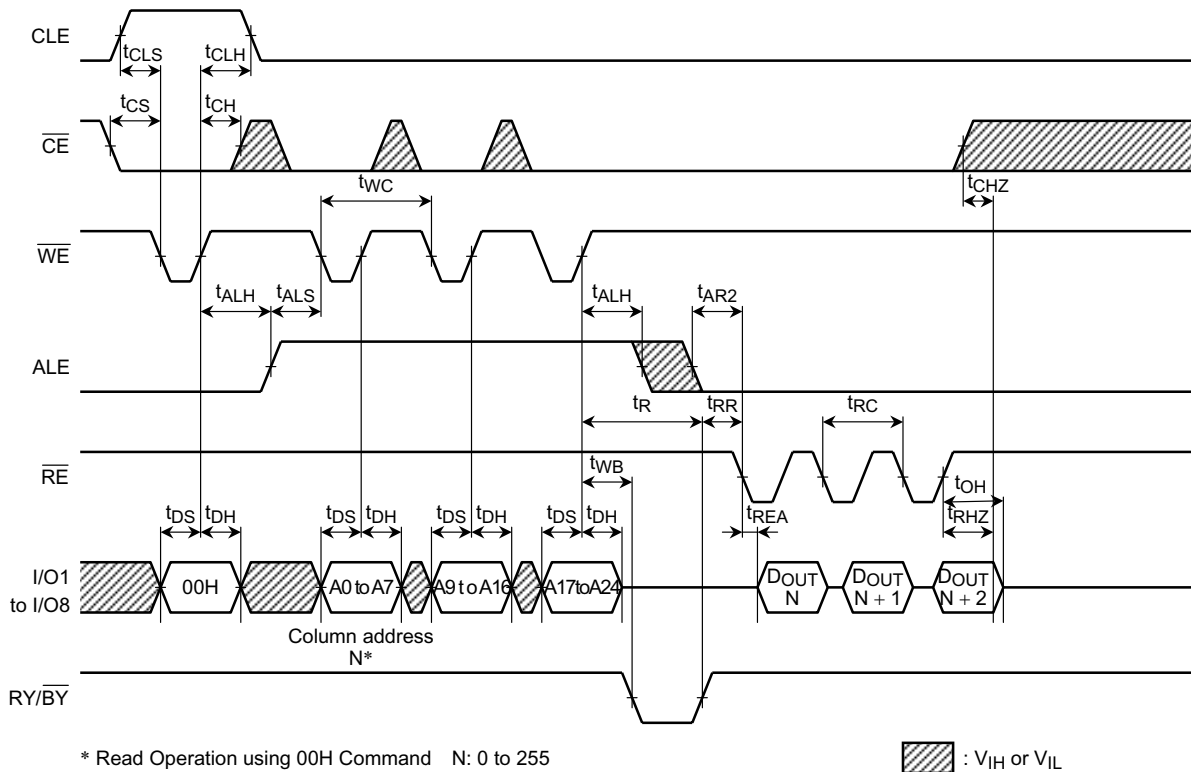 CLE
tCLS tCLH
tCS tCH
CE
tCHZ
tWC
WE
tALH tALS tALH tAR2
ALE
tR tRR tRC
RE
tWB tOH
tDS tDH tDS tDH tDS tDH tDS tDH tREA tRHZ
I/O1
to I/O8
00H A0 to A7 A9 to A16 A17 to A24
DOUT
N
DOUT
N + 1
DOUT
N + 2
Column address
N*
RY/BY
* Read Operation using 00H Command N: 0 to 255
: VIH or VIL